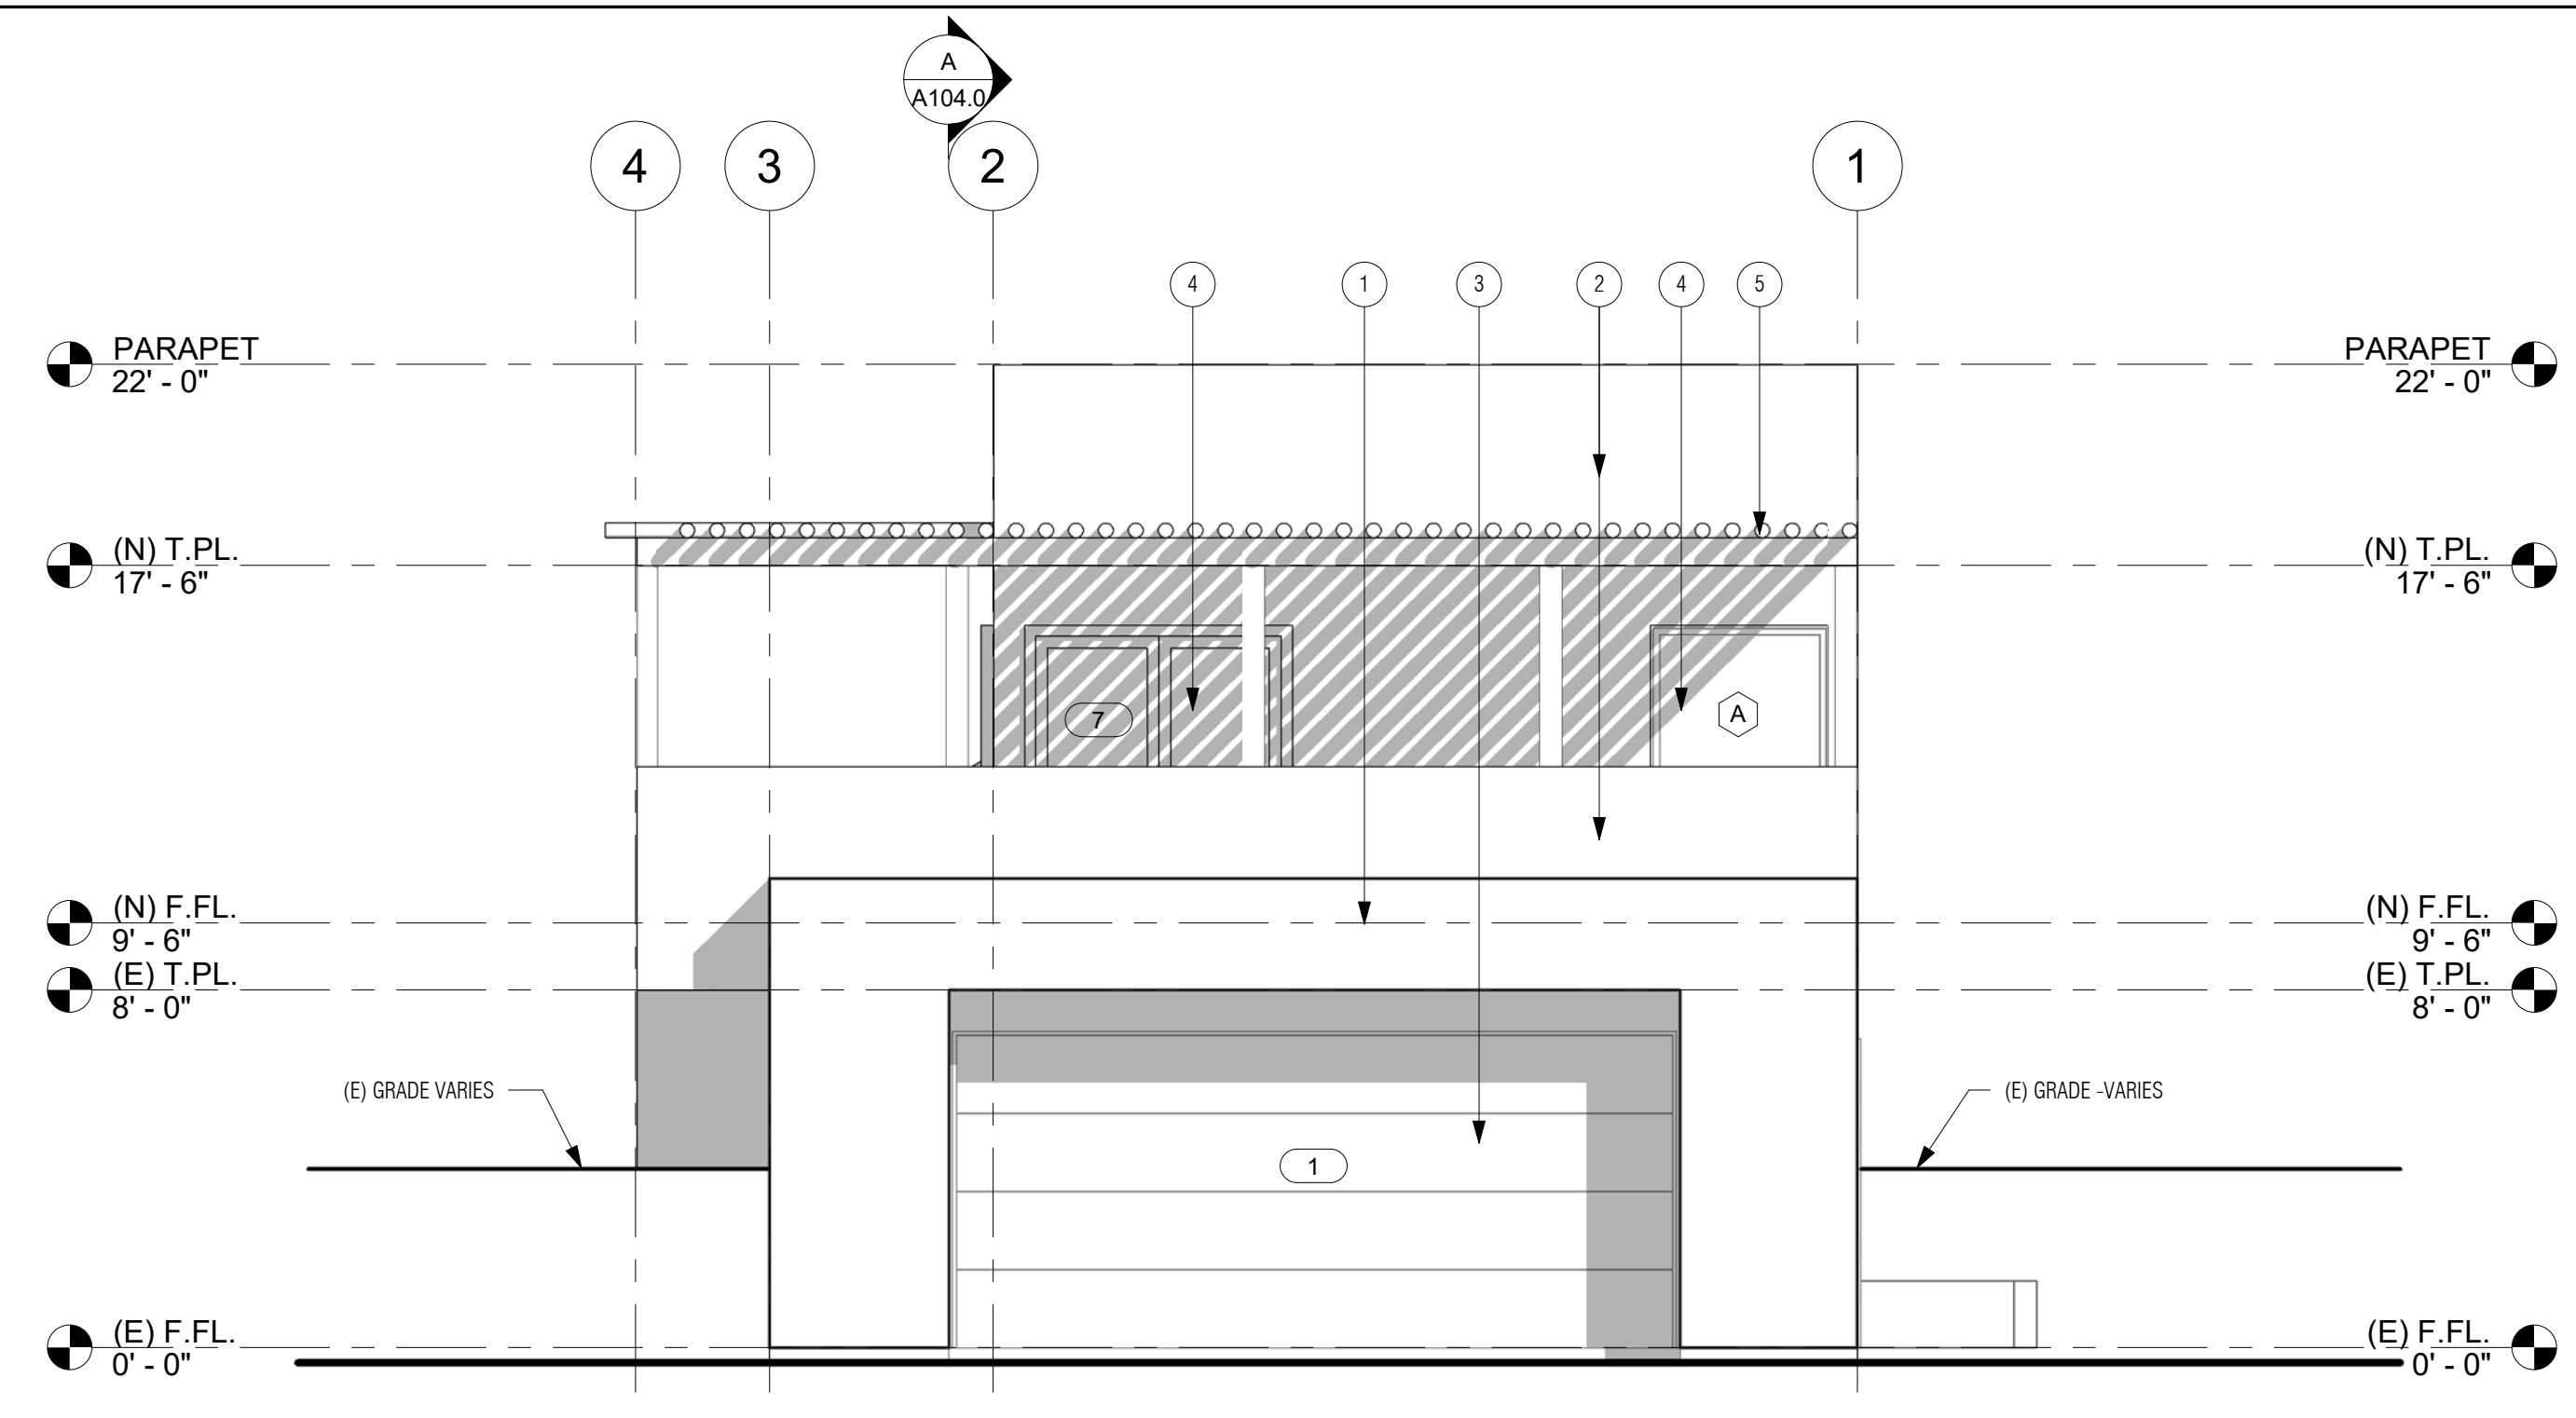 A
A104.0
4
3
2
1
4
1
3
2
4
5
PARAPET
22' - 0"
PARAPET
22' - 0"
(N) T.PL.
17' - 6"
(N) T.PL.
17' - 6"
7
A
(N) F.FL.
9' - 6"
(N) F.FL.
9' - 6"
(E) T.PL.
8' - 0"
(E) T.PL.
8' - 0"
(E) GRADE VARIES
(E) GRADE -VARIES
1
(E) F.FL.
0' - 0"
(E) F.FL.
0' - 0"